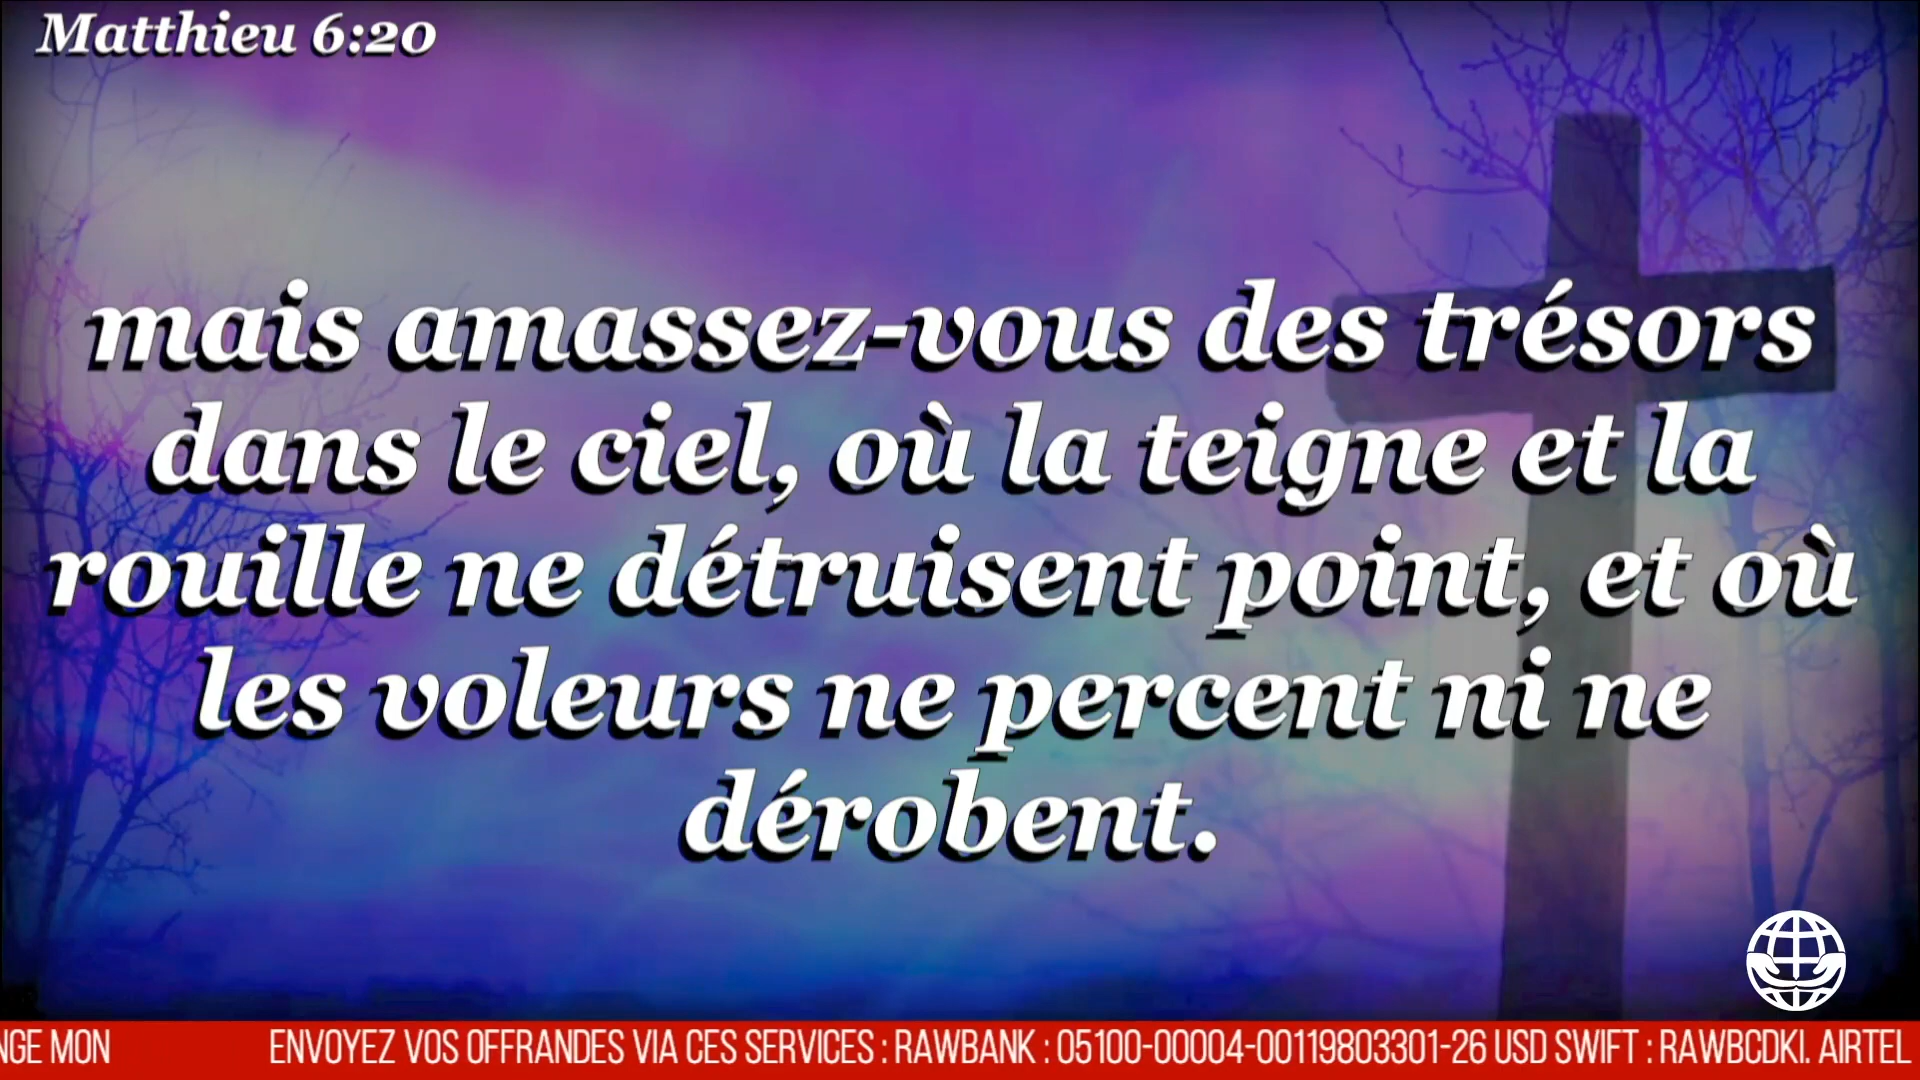 Matthieu 6:20
mais amassez-vous des trésors
dans le ciel, où la teigne et la
rouille ne détruisent point, et où
les voleurs ne percent ni ne
dérobent.
NGE MON ENVOYEZ VOS OFFRANDES VIA CES SERVICES : RAWBANK : 05100-00004-00119803301-26 USD SWIFT : RAWBCDKI. AIRTEL